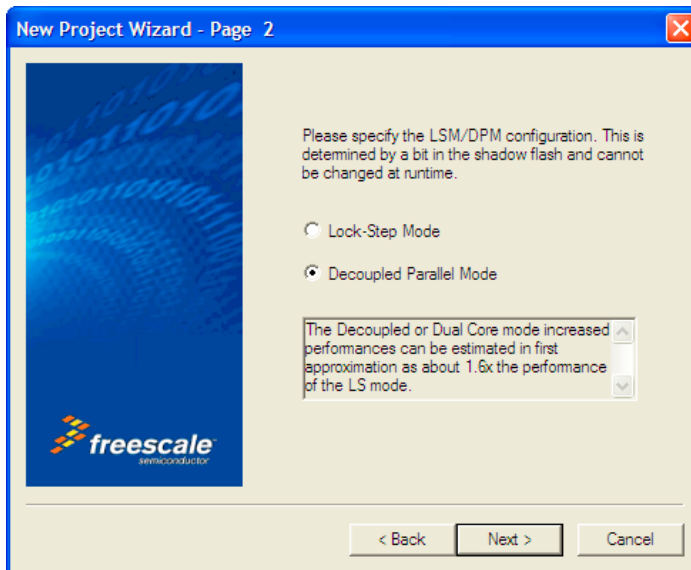 New Project Wizard - Page 2
Please specify the LSM/DPM configuration. This is
determined by a bit in the shadow flash and cannot
be changed at runtime.
Lock-Step Mode
Decoupled Parallel Mode
The Decoupled or Dual Core mode increased
performances can be estimated in first
approximation as about 1.6x the performance
of the LS mode.
freescale
semiconductor
< Back
Next >
Cancel